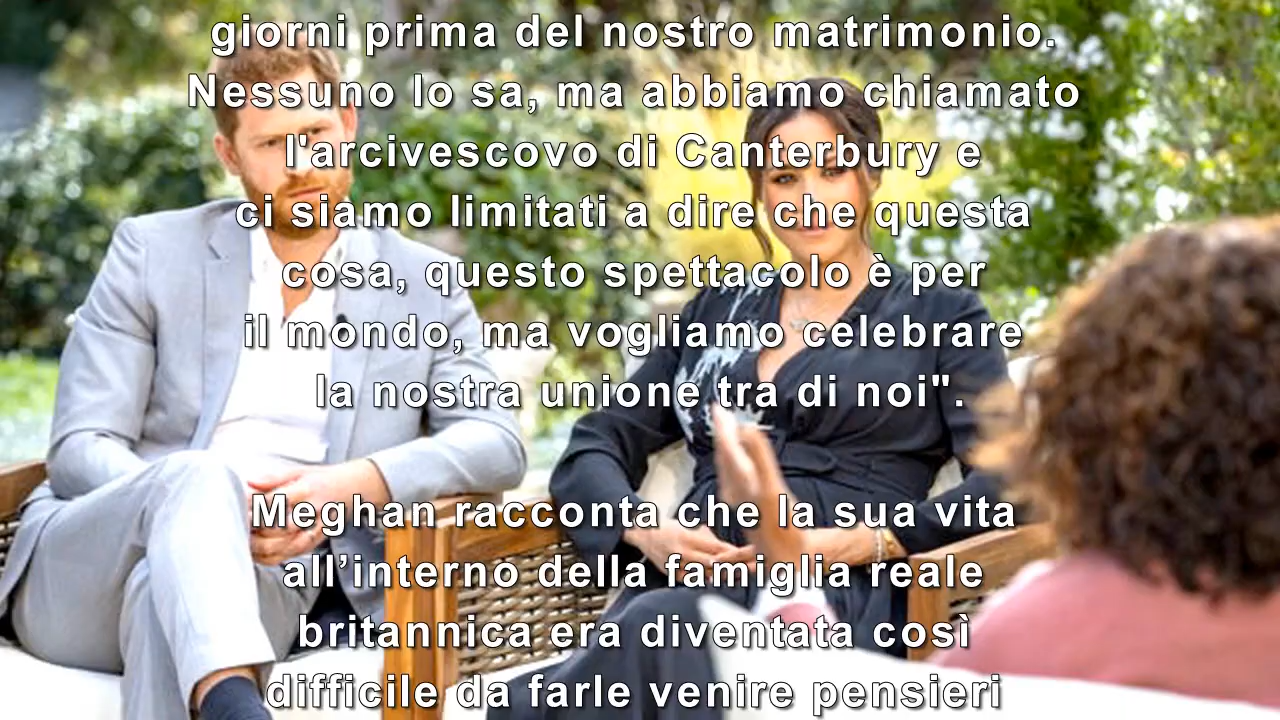 giorni prima del nostro matrimonio.
Nessuno lo sa, ma abbiamo chiamato
l'arcivescovo di Canterbury e
ci siamo limitati a dire che questa
cosa, questo spettacolo è per
il mondo, ma vogliamo celebrare
la nostra unione tra di noi".
Meghan racconta che la sua vita
all’interno della famiglia reale
britannica era diventata così
difficile da farle venire pensieri